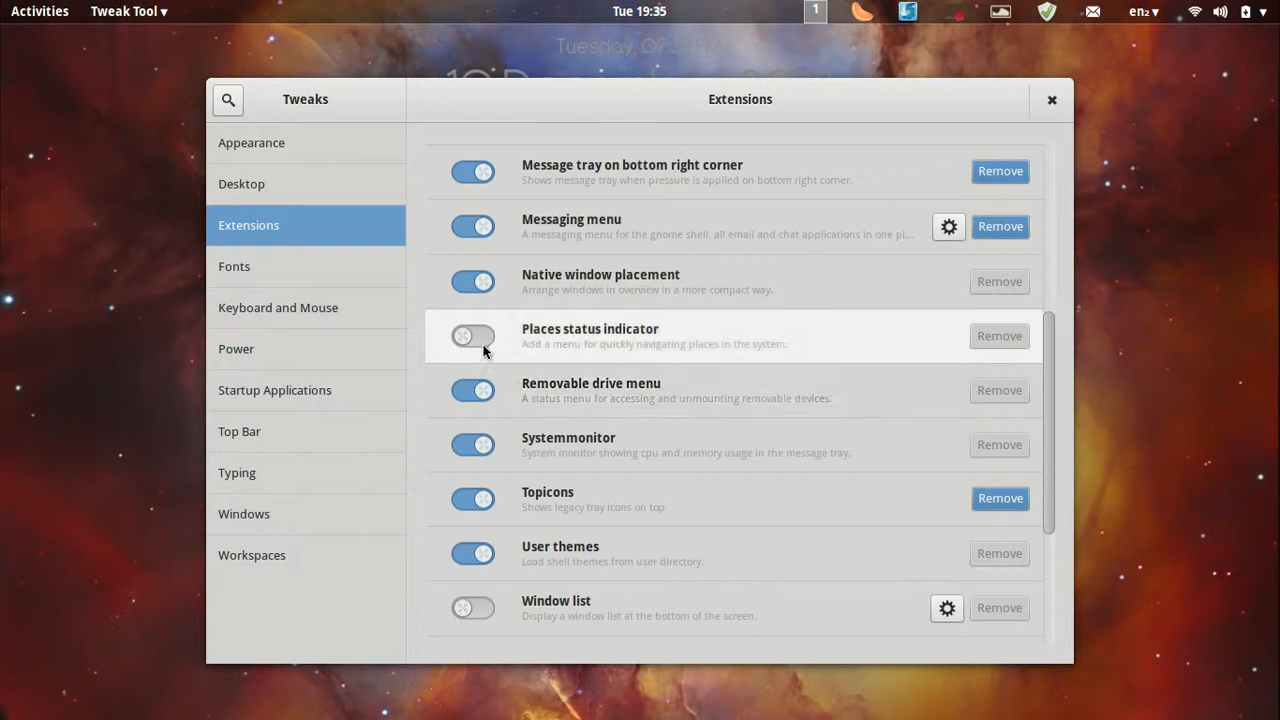 Activities Tweak Tool Tue 19:35 1 en₂
Tuesday, 07:3 PM
Tweaks Extensions
Appearance
Desktop
Extensions
Fonts
Keyboard and Mouse
Power
Startup Applications
Top Bar
Typing
Windows
Workspaces
Message tray on bottom right corner
Shows message tray when pressure is applied on bottom right corner.
Remove
Messaging menu
A messaging menu for the gnome shell. all email and chat applications in one pl...
Remove
Native window placement
Arrange windows in overview in a more compact way.
Remove
Places status indicator
Add a menu for quickly navigating places in the system.
Remove
Removable drive menu
A status menu for accessing and unmounting removable devices.
Remove
Systemmonitor
System monitor showing cpu and memory usage in the message tray.
Remove
Topicons
Shows legacy tray icons on top
Remove
User themes
Load shell themes from user directory.
Remove
Window list
Display a window list at the bottom of the screen.
Remove